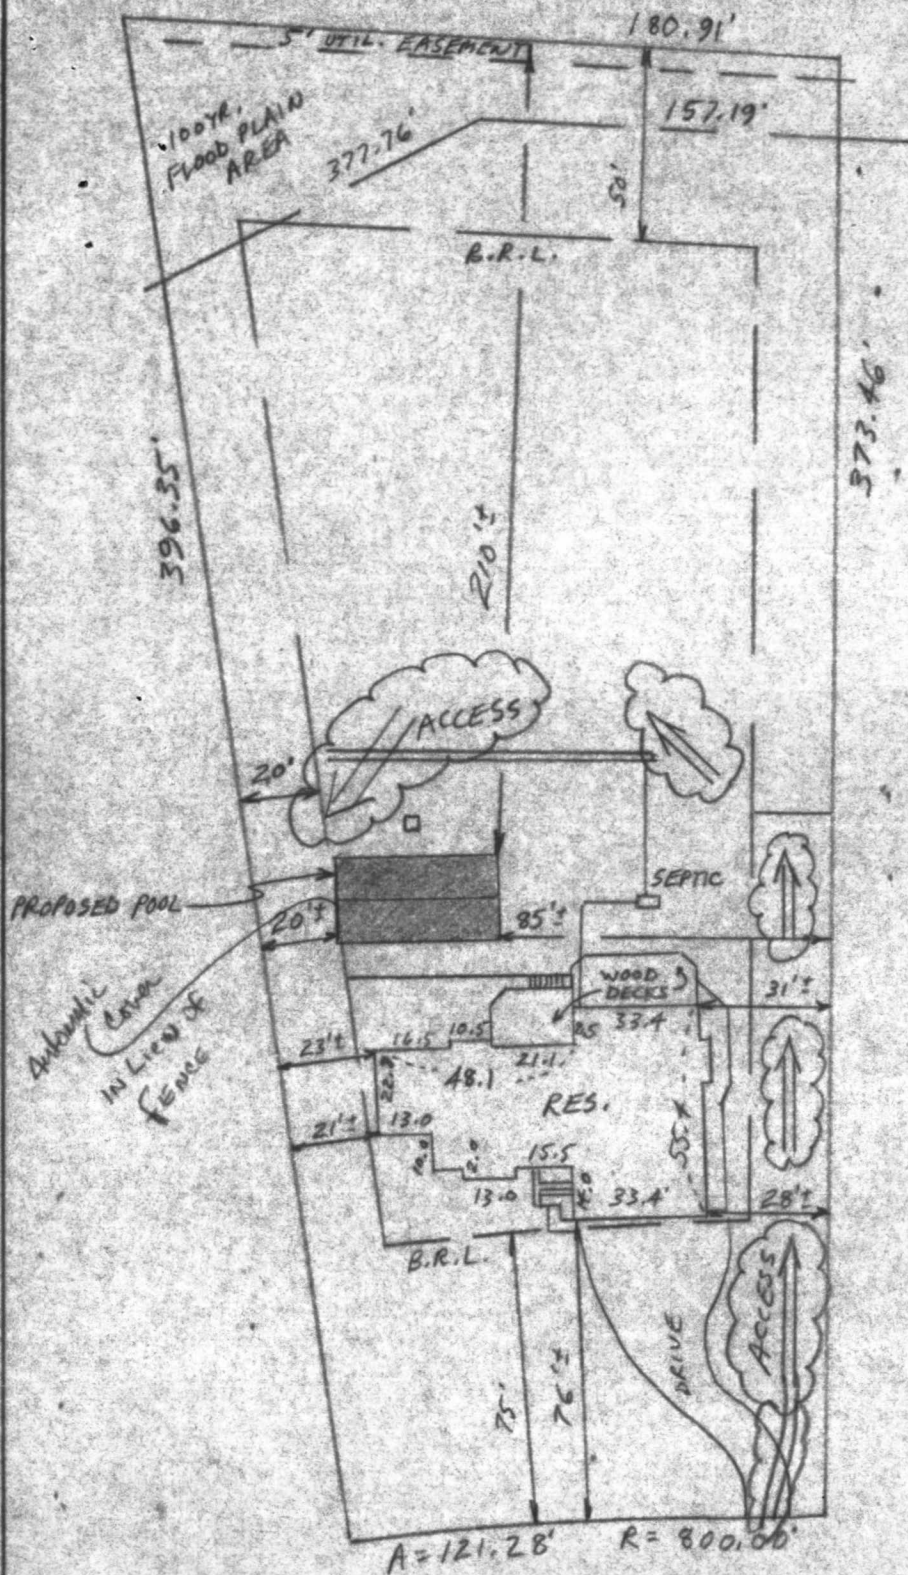 180.91'
5' UTIL. EASEMENT
100 YR.
FLOOD PLAIN
AREA
377.76'
157.19'
50'
B.R.L.
396.35'
373.46'
210'±
ACCESS
20'
SEPTIC
PROPOSED POOL
20'±
85'±
Automatic
Cover
IN LIEU OF
FENCE
WOOD
DECKS
31'±
33.4
23'±
16.5
10.5
21.1
48.1
RES.
21'±
13.0
2.0
15.5
13.0
33.4'
28'±
B.R.L.
75'
76'±
DRIVE
ACCESS
A = 121.28'
R = 800.00'